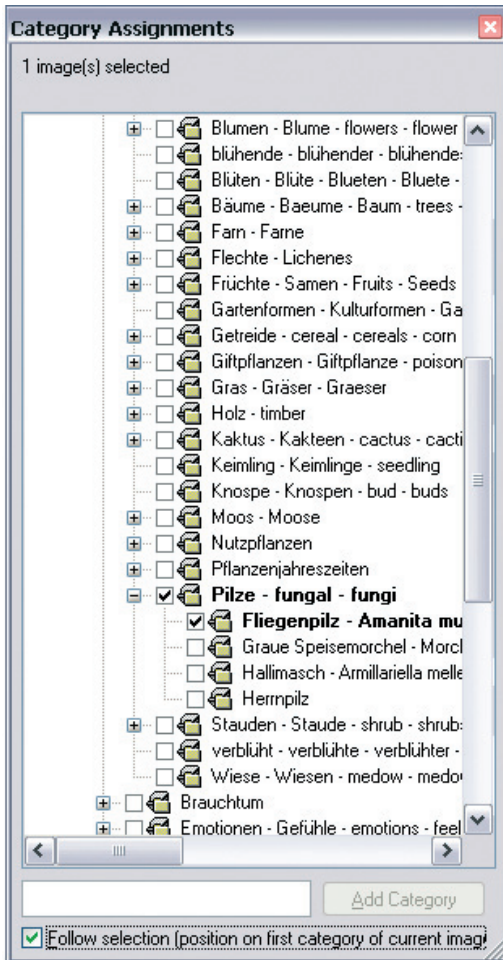 Category Assignments
1 image(s) selected
Blumen - Blume - flowers - flower
blühende - blühender - blühende
Blüten - Blüte - Blueten - Bluete -
Bäume - Baeume - Baum - trees -
Farn - Farne
Flechte - Lichenes
Früchte - Samen - Fruits - Seeds
Gartenformen - Kulturformen - Ga
Getreide - cereal - cereals - corn
Giftpflanzen - Giftpflanze - poison
Gras - Gräser - Graeser
Holz - timber
Kaktus - Kakteen - cactus - cacti
Keimling - Keimlinge - seedling
Knospe - Knospen - bud - buds
Moos - Moose
Nutzpflanzen
Pflanzenjahreszeiten
Pilze - fungal - fungi
Fliegenpilz - Amanita mu
Graue Speisemorchel - Morcl
Hallimasch - Armillariella melle
Herrnpilz
Stauden - Staude - shrub - shrub
verblüht - verblühte - verblühter -
Wiese - Wiesen - medow - medo
Brauchtum
Emotionen - Gefühle - emotions - feel
Add Category
Follow selection (position on first category of current imag